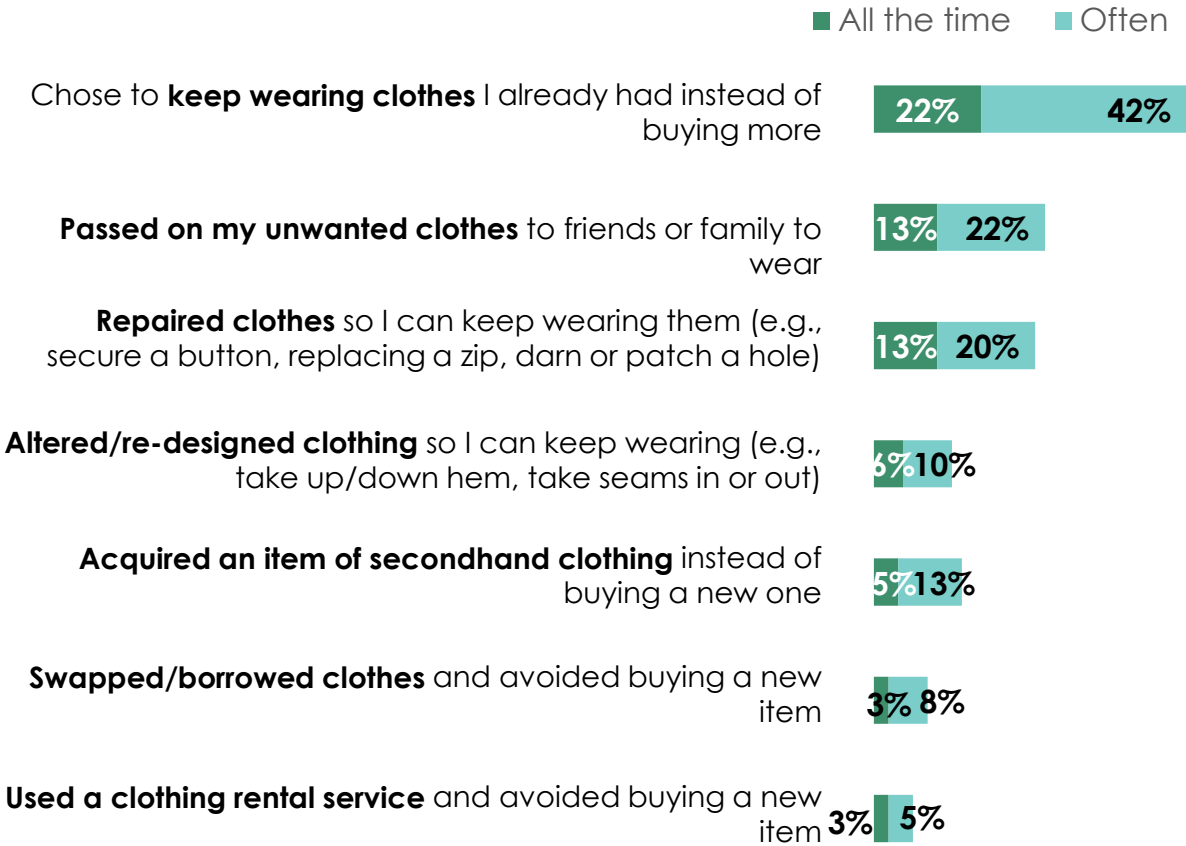 All the time Often
Chose to keep wearing clothes I already had instead of
buying more
22% 42%
Passed on my unwanted clothes to friends or family to
wear
13% 22%
Repaired clothes so I can keep wearing them (e.g.,
secure a button, replacing a zip, darn or patch a hole)
13% 20%
Altered/re-designed clothing so I can keep wearing (e.g.,
take up/down hem, take seams in or out)
6% 10%
Acquired an item of secondhand clothing instead of
buying a new one
5% 13%
Swapped/borrowed clothes and avoided buying a new
item
3% 8%
Used a clothing rental service and avoided buying a new
item
3% 5%